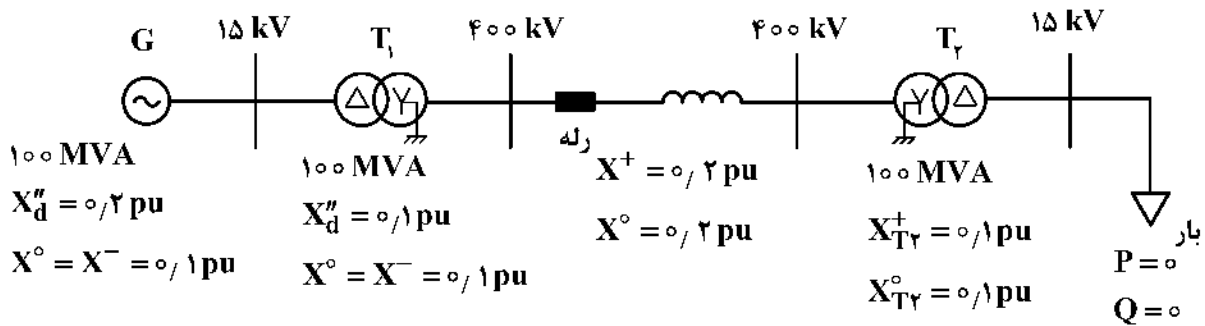 G
۱۵ kV
T۱
۴۰۰ kV
۴۰۰ kV
T۲
۱۵ kV
Δ Y
Y Δ
رله
۱۰۰ MVA
X″d = ۰/۲ pu
X° = X⁻ = ۰/۱ pu
۱۰۰ MVA
X″d = ۰/۱ pu
X° = X⁻ = ۰/۱ pu
X⁺ = ۰/۲ pu
X° = ۰/۲ pu
۱۰۰ MVA
X⁺T۲ = ۰/۱ pu
X°T۲ = ۰/۱ pu
بار
P = ۰
Q = ۰